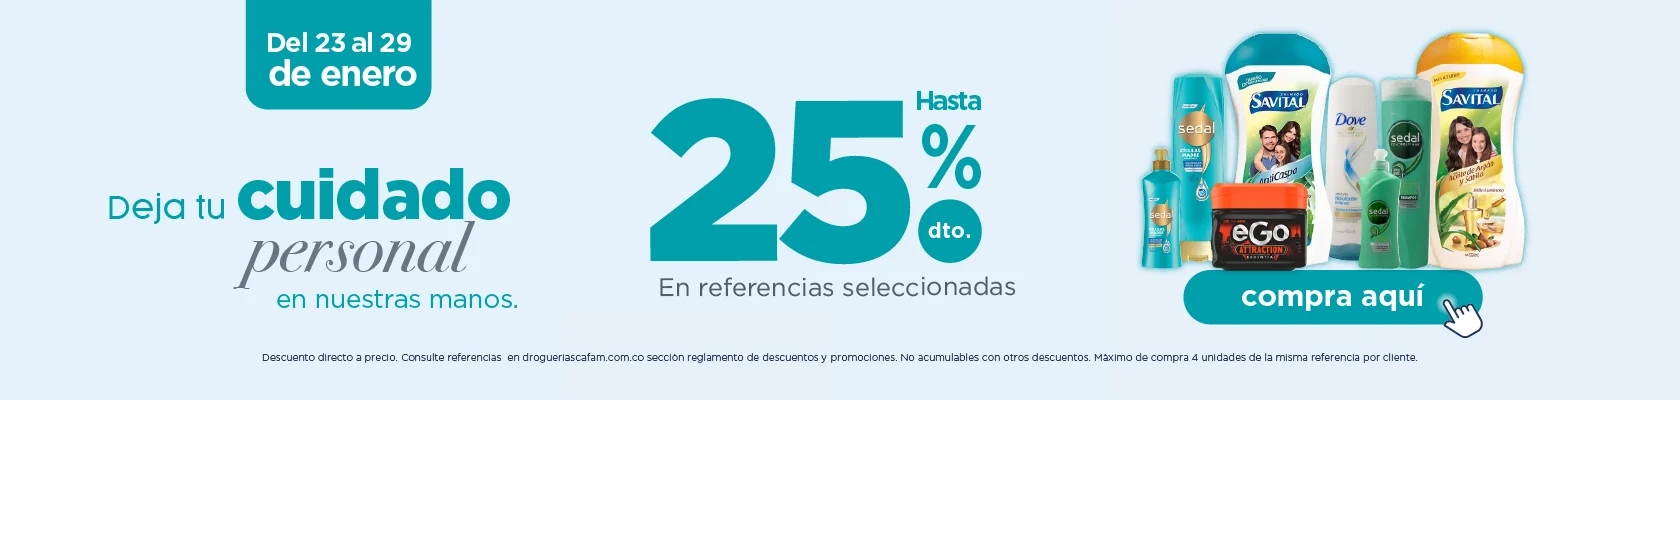 Del 23 al 29
de enero
Deja tu cuidado
personal
en nuestras manos.
Hasta
25%
dto.
En referencias seleccionadas
sedal
sedal
SAVITAL
AntiCaspa
eGo
ATTRACTION
Dove
sedal
sedal
SAVITAL
Aceite de Argán
y Sábila
compra aquí
Descuento directo a precio. Consulte referencias en drogueriascafam.com.co sección reglamento de descuentos y promociones. No acumulables con otros descuentos. Máximo de compra 4 unidades de la misma referencia por cliente.